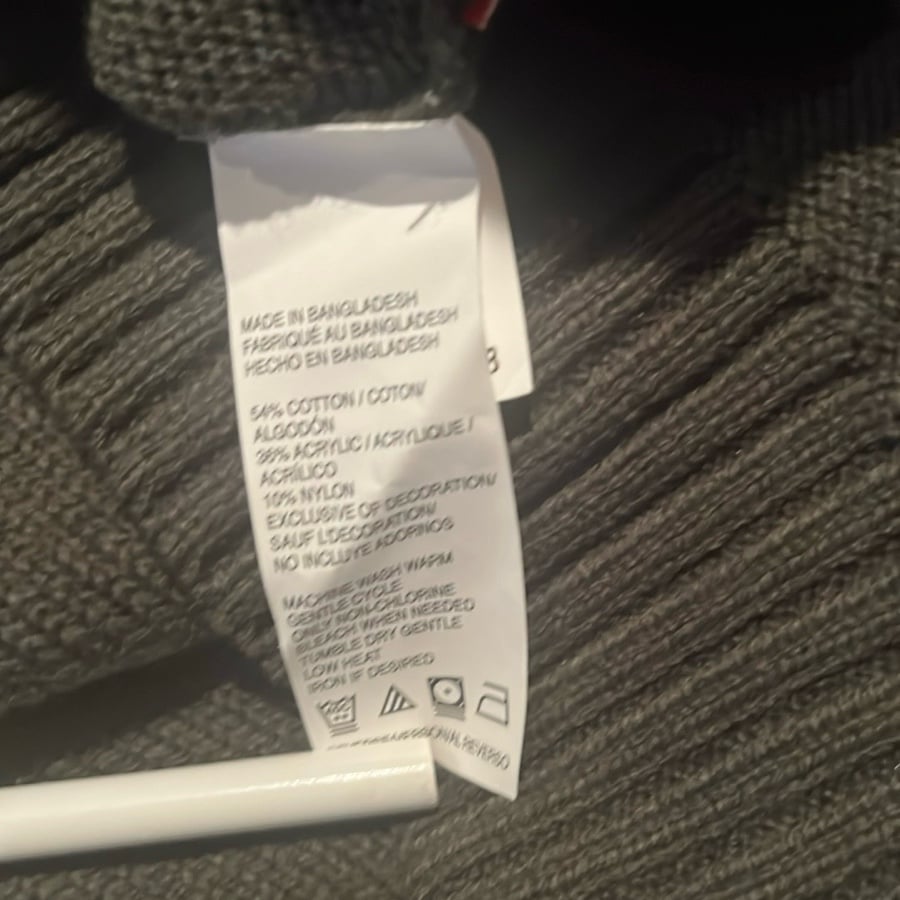 MADE IN BANGLADESH
FABRIQUÉ AU BANGLADESH
HECHO EN BANGLADESH
54% COTTON / COTON/
ALGODÓN
36% ACRYLIC / ACRYLIQUE /
ACRÍLICO
10% NYLON
EXCLUSIVE OF DECORATION/
SAUF L'DECORATION/
NO INCLUYE ADORNOS
MACHINE WASH WARM
GENTLE CYCLE
ONLY NON-CHLORINE
BLEACH WHEN NEEDED
TUMBLE DRY GENTLE
LOW HEAT
IRON IF DESIRED
REVERSO